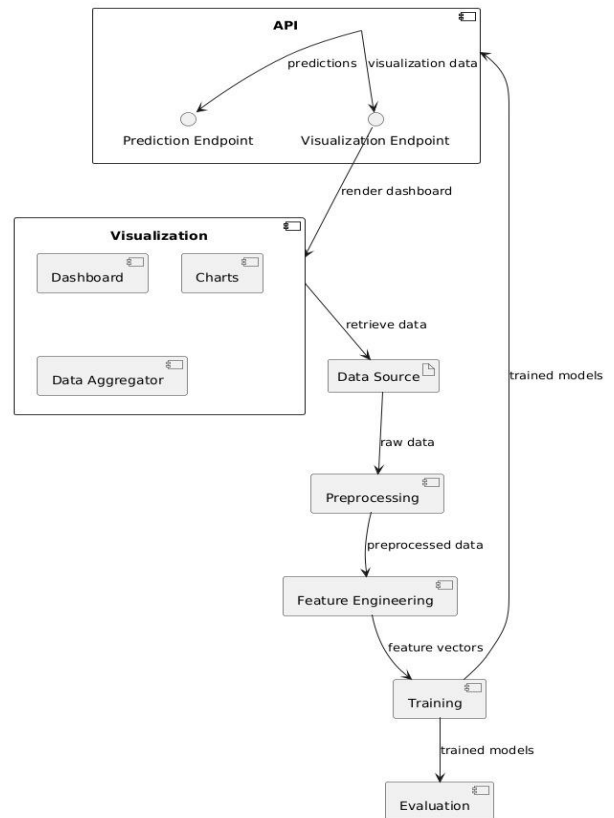 API
predictions
visualization data
Prediction Endpoint
Visualization Endpoint
render dashboard
Visualization
Dashboard
Charts
Data Aggregator
retrieve data
Data Source
trained models
raw data
Preprocessing
preprocessed data
Feature Engineering
feature vectors
Training
trained models
Evaluation